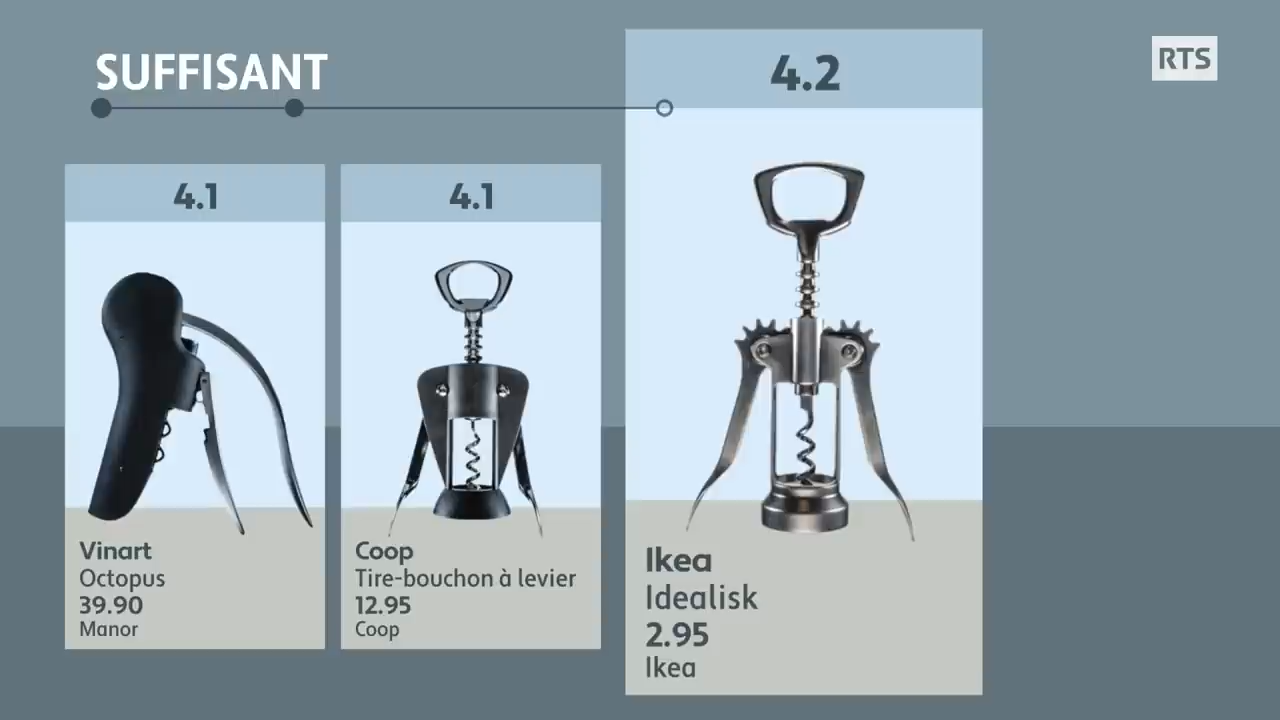 SUFFISANT
RTS
4.1
Vinart
Octopus
39.90
Manor
4.1
Coop
Tire-bouchon à levier
12.95
Coop
4.2
Ikea
Idealisk
2.95
Ikea